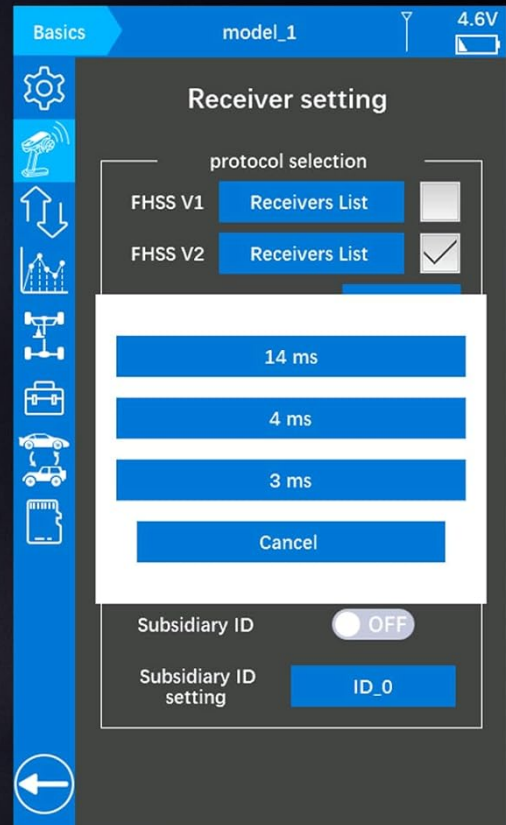 Basics
model_1
4.6V
Receiver setting
protocol selection
FHSS V1
Receivers List
FHSS V2
Receivers List
14 ms
4 ms
3 ms
Cancel
Subsidiary ID
OFF
Subsidiary ID
setting
ID_0